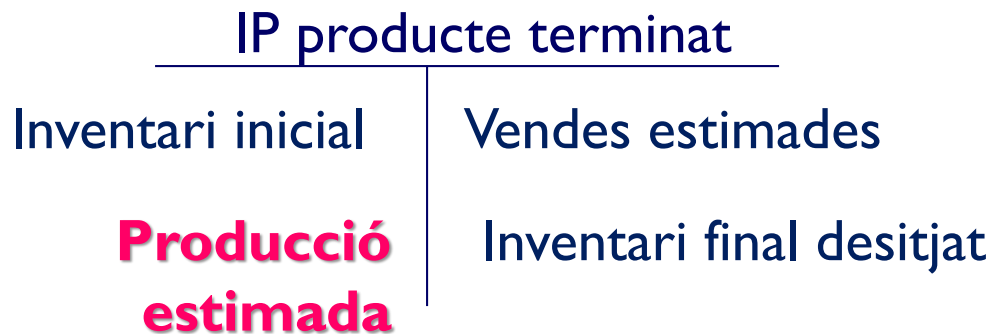 IP producte terminat
Inventari inicial
Vendes estimades
Producció
estimada
Inventari final desitjat